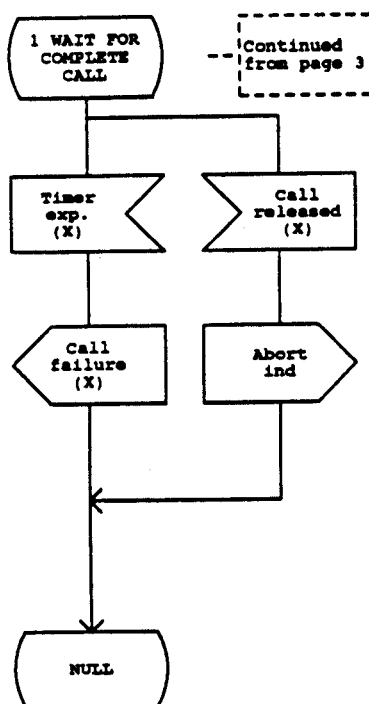 1 WAIT FOR
COMPLETE
CALL
Continued
from page 3
Timer
exp.
(X)
Call
released
(X)
Call
failure
(X)
Abort
ind
NULL